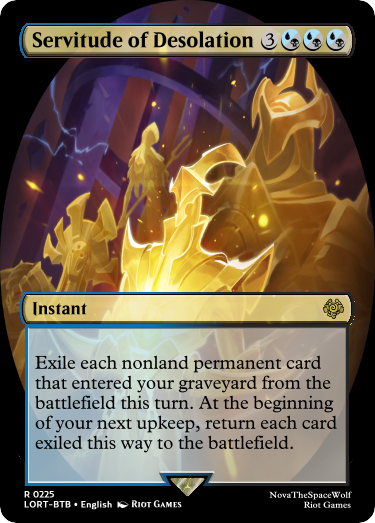 Servitude of Desolation 3
Instant
Exile each nonland permanent card
that entered your graveyard from the
battlefield this turn. At the beginning
of your next upkeep, return each card
exiled this way to the battlefield.
R 0225
LORT-BTB • English RIOT GAMES
NovaTheSpaceWolf
Riot Games